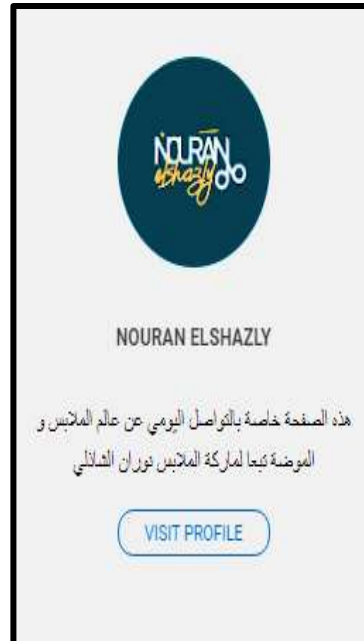 NOURAN
elshazly
NOURAN ELSHAZLY
هذه الصفحة خاصة بالتواصل اليومي عن عالم الملابس و
الموضة تبعا لماركة الملابس نوران الشاذلي
VISIT PROFILE